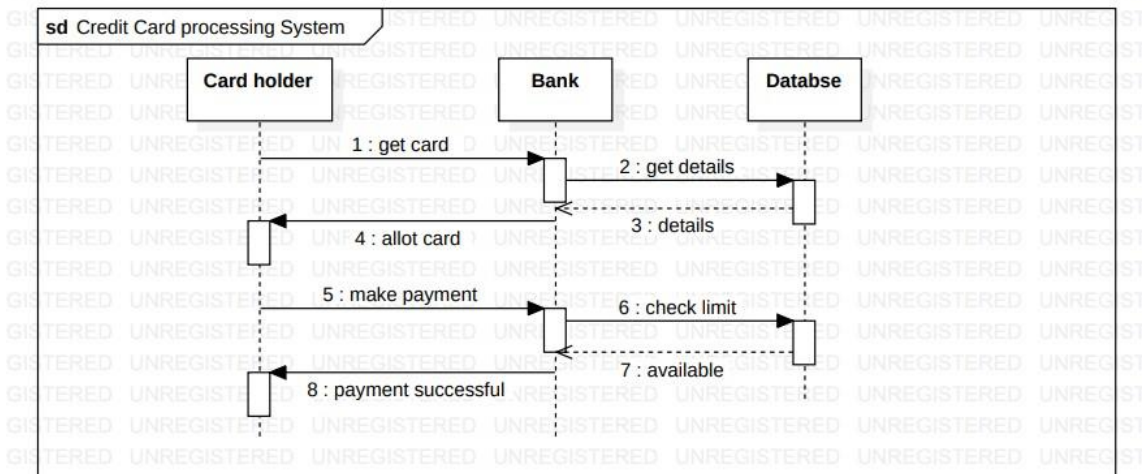 sd Credit Card processing System
Card holder
Bank
Databse
1 : get card
2 : get details
3 : details
4 : allot card
5 : make payment
6 : check limit
7 : available
8 : payment successful
UNREGISTERED